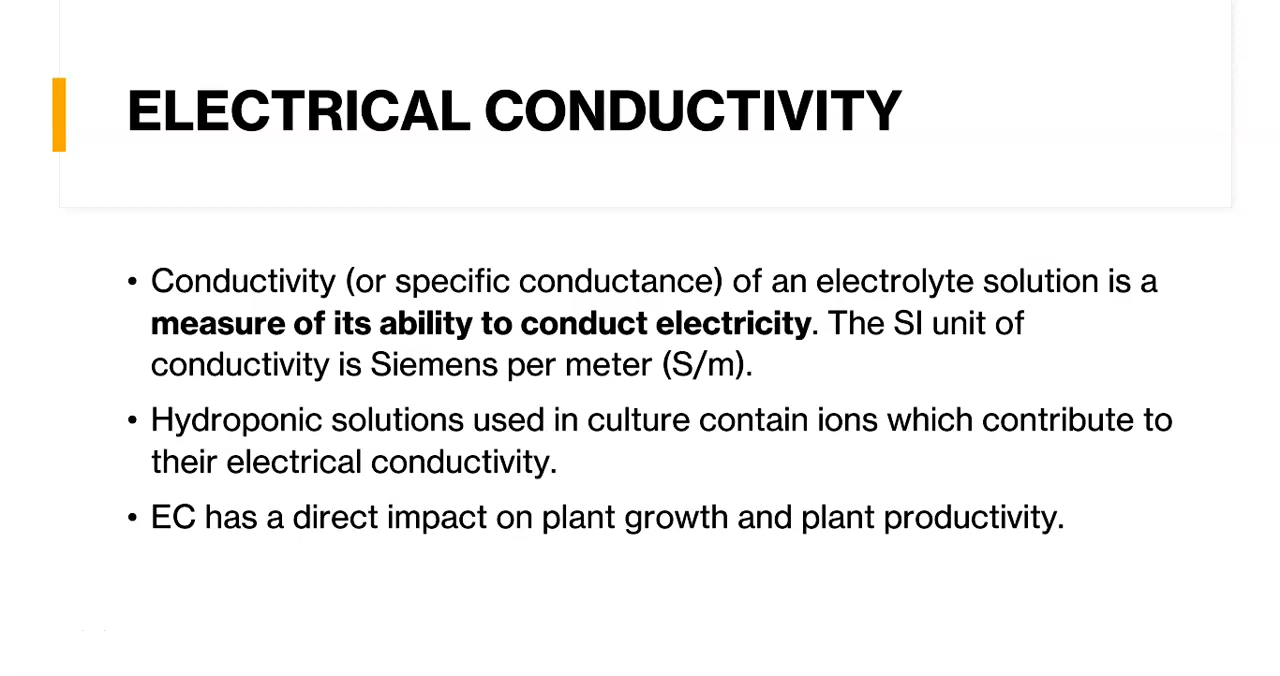 ELECTRICAL CONDUCTIVITY
• Conductivity (or specific conductance) of an electrolyte solution is a
measure of its ability to conduct electricity. The SI unit of
conductivity is Siemens per meter (S/m).
• Hydroponic solutions used in culture contain ions which contribute to
their electrical conductivity.
• EC has a direct impact on plant growth and plant productivity.